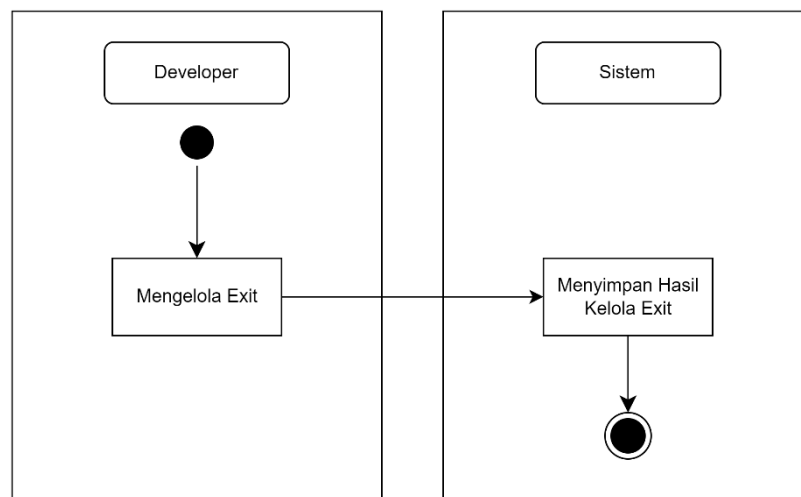 Developer
Sistem
Mengelola Exit
Menyimpan Hasil
Kelola Exit